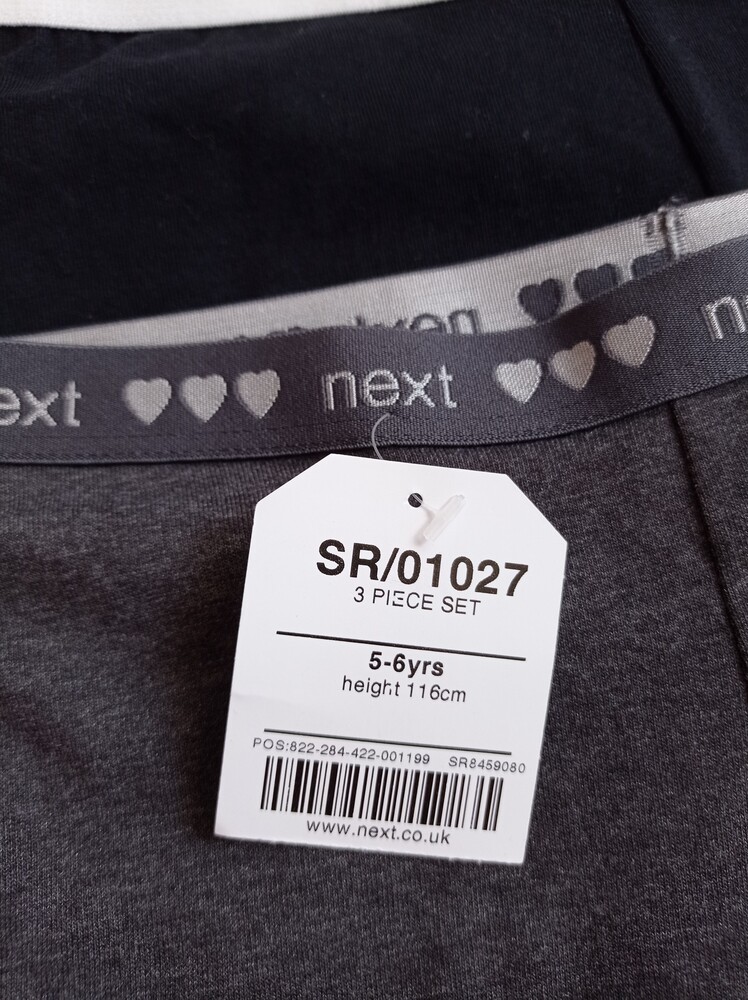 ext next n
SR/01027
3 PIECE SET
5-6yrs
height 116cm
POS:822-284-422-001199 SR8459080
www.next.co.uk